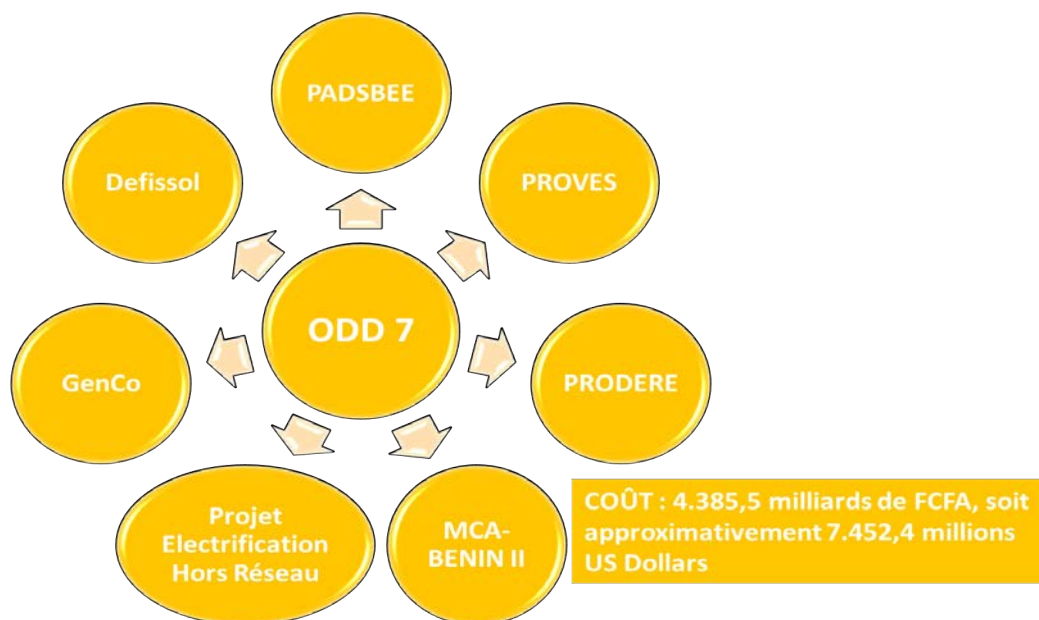 PADSBEE
Defissol
PROVES
ODD 7
GenCo
PRODERE
Projet
Electrification
Hors Réseau
MCA-
BENIN II
COÛT : 4.385,5 milliards de FCFA, soit
approximativement 7.452,4 millions
US Dollars